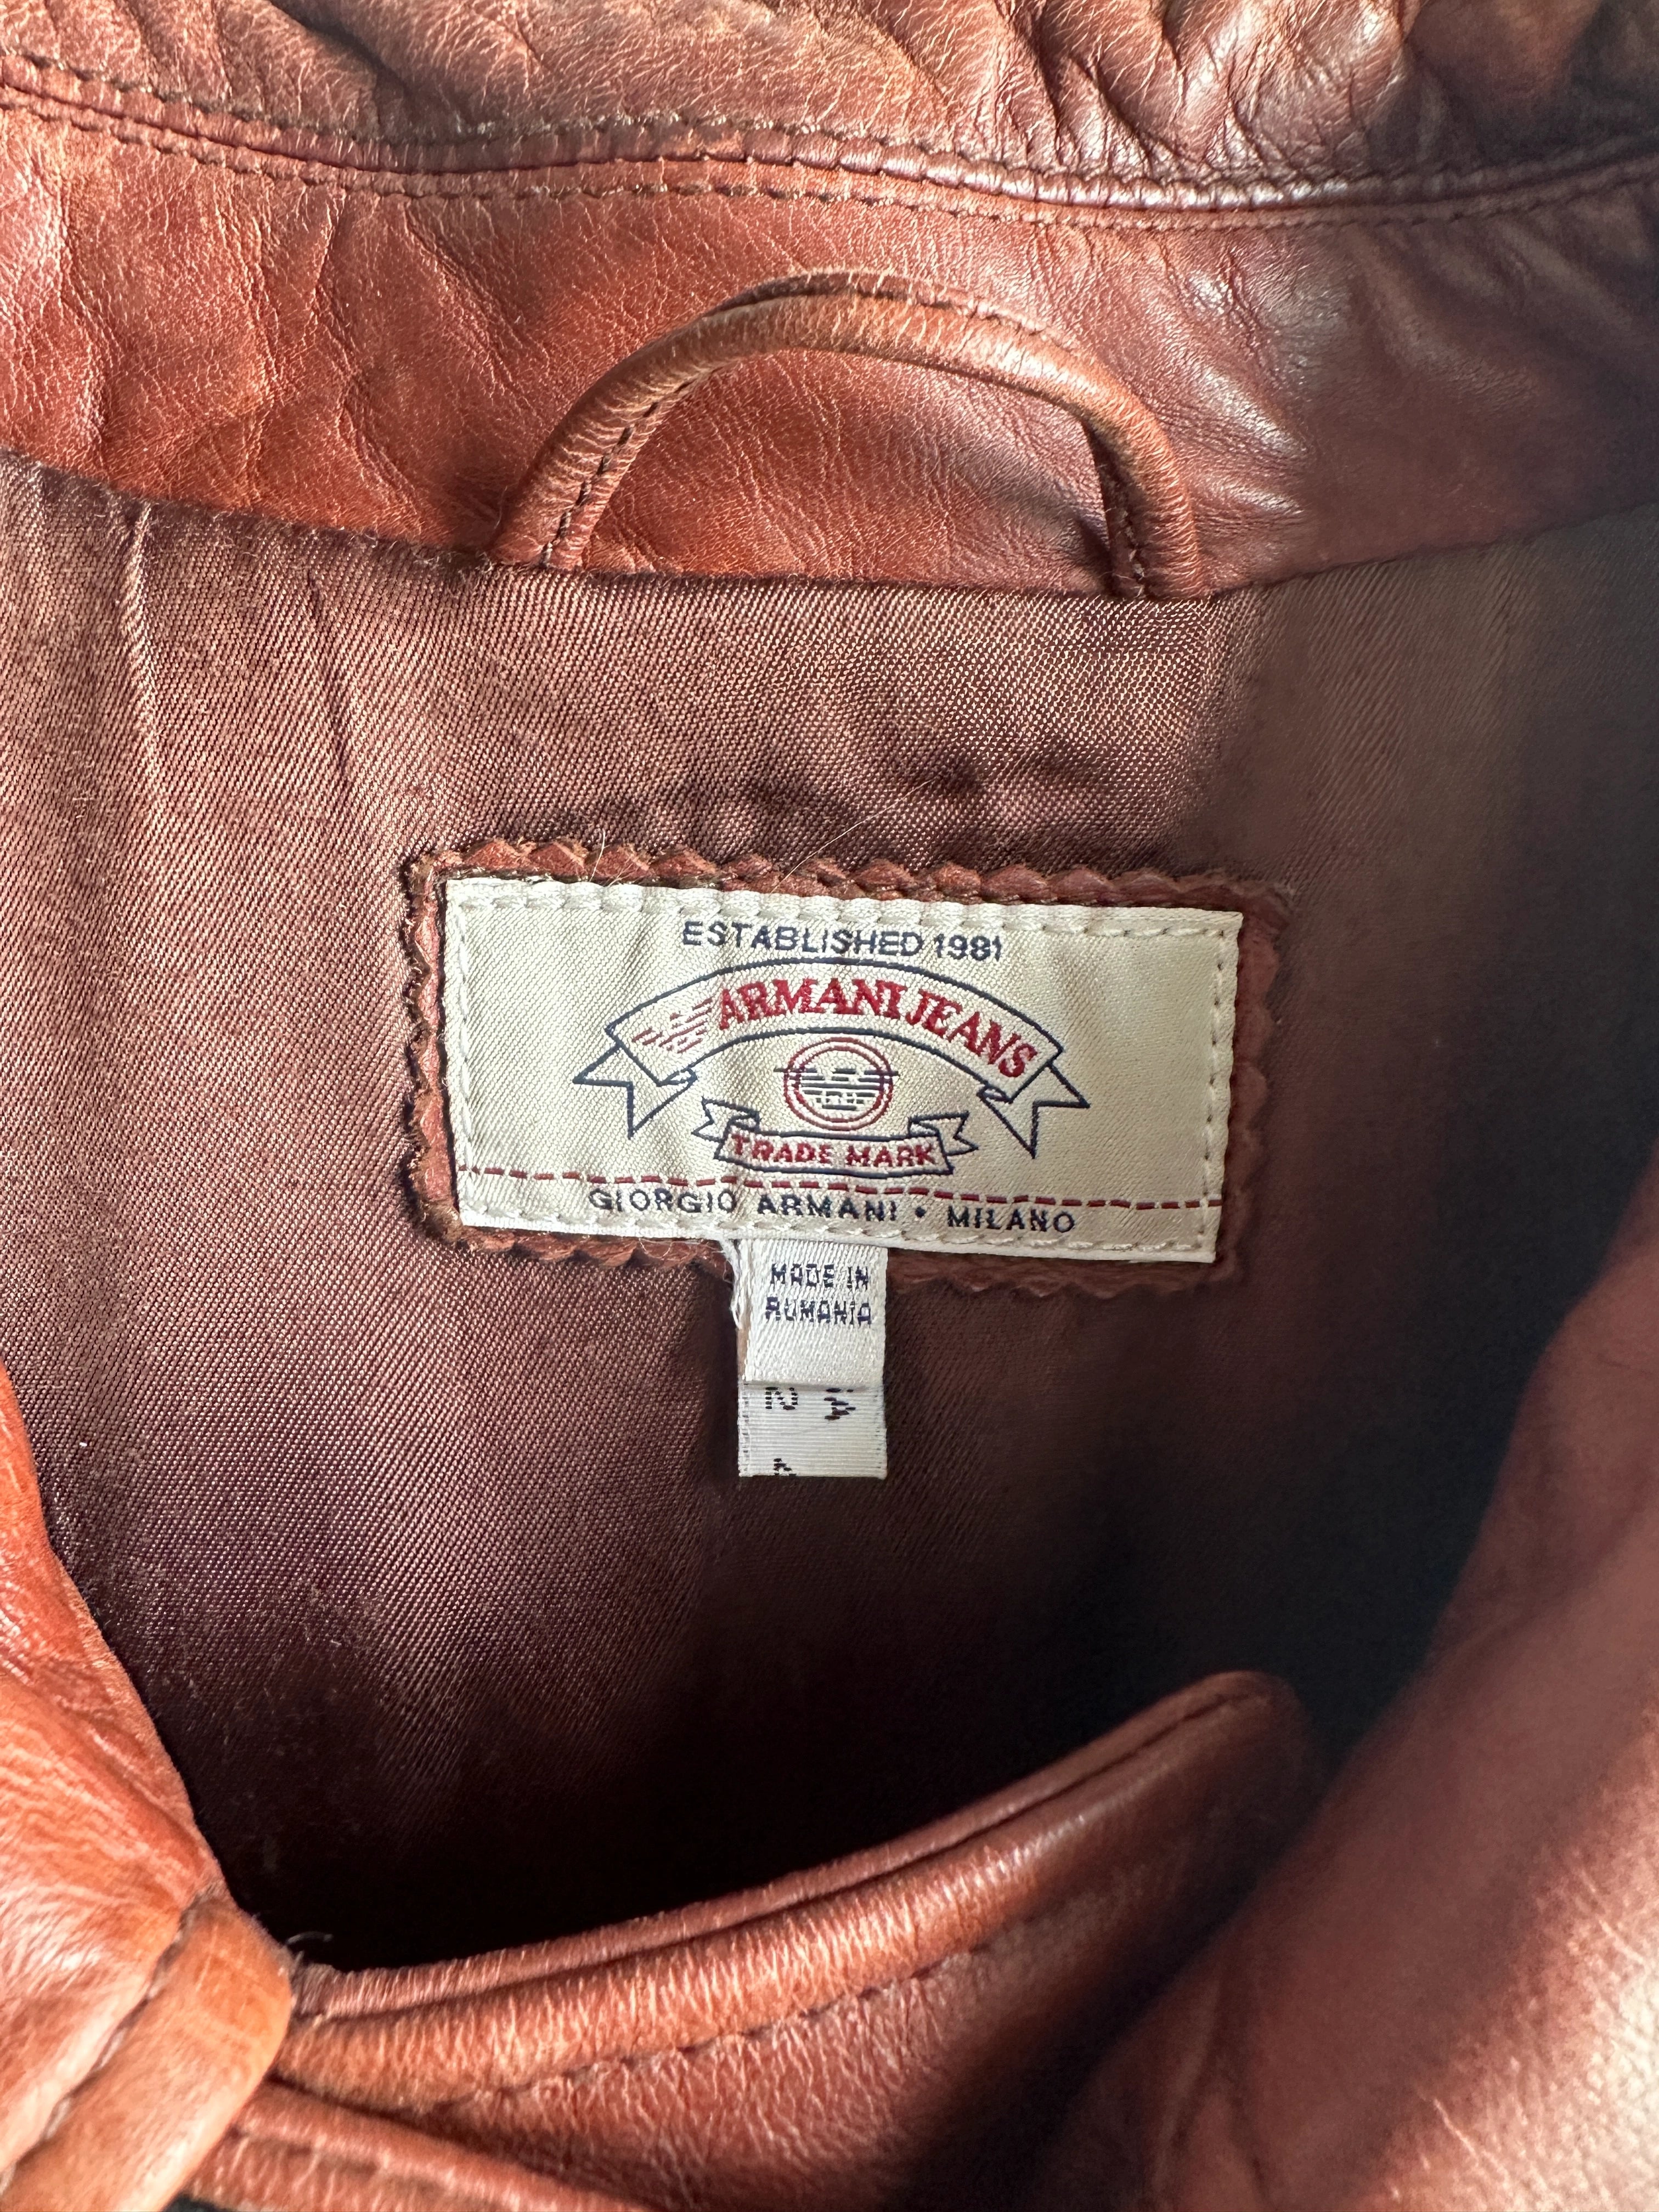 ESTABLISHED 1981
ARMANI JEANS
TRADE MARK
GIORGIO ARMANI • MILANO
MADE IN
RUMANIA